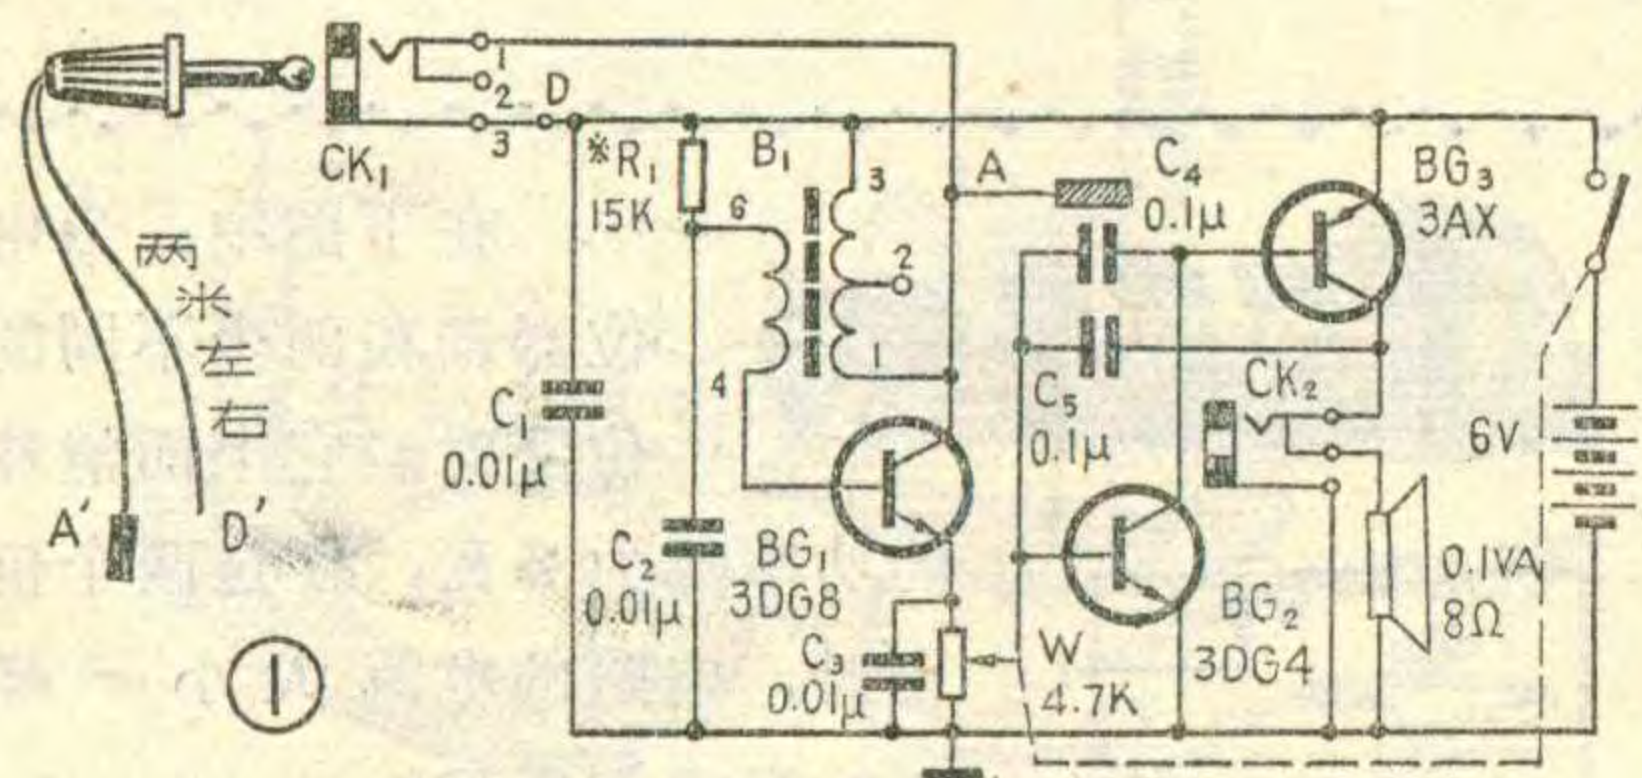 1
2
3
D
CK₁
※R₁
15K
B₁
6
4
3
2
1
A
C₄
0.1μ
BG₃
3AX
两米左右
C₁
0.01μ
C₅
0.1μ
CK₂
6V
A′
D′
C₂
0.01μ
BG₁
3DG8
BG₂
3DG4
0.1VA
8Ω
C₃
0.01μ
W
4.7K
①